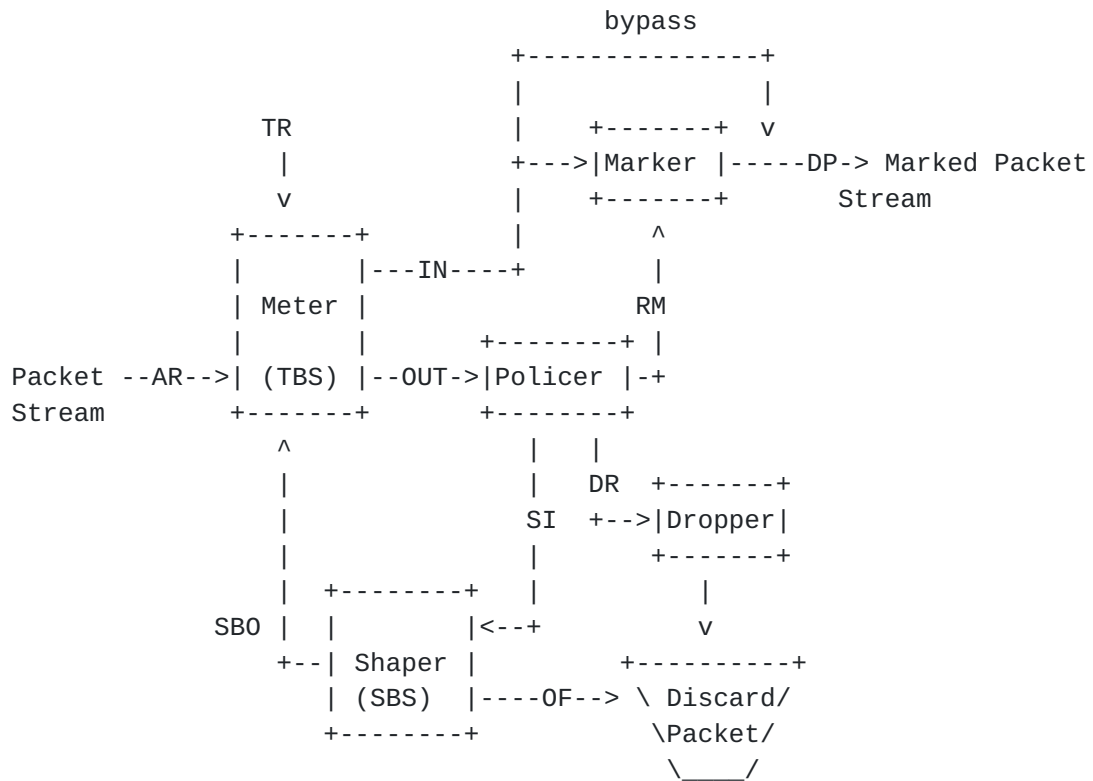 bypass
TR
Marker -----DP-> Marked Packet
Stream
---IN----+
Meter
RM
Packet --AR--> (TBS) --OUT-> Policer
Stream
DR
SI Dropper
SBO
Shaper
(SBS) ----OF--> \ Discard/
\Packet/
\____/